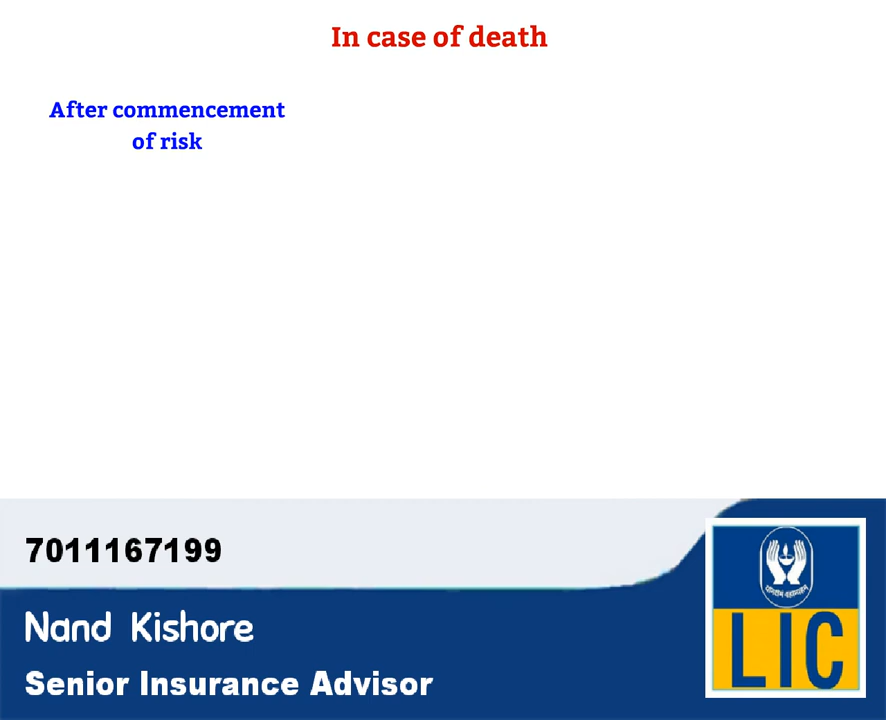 In case of death
After commencement
of risk
7011167199
Nand Kishore
Senior Insurance Advisor
LIC